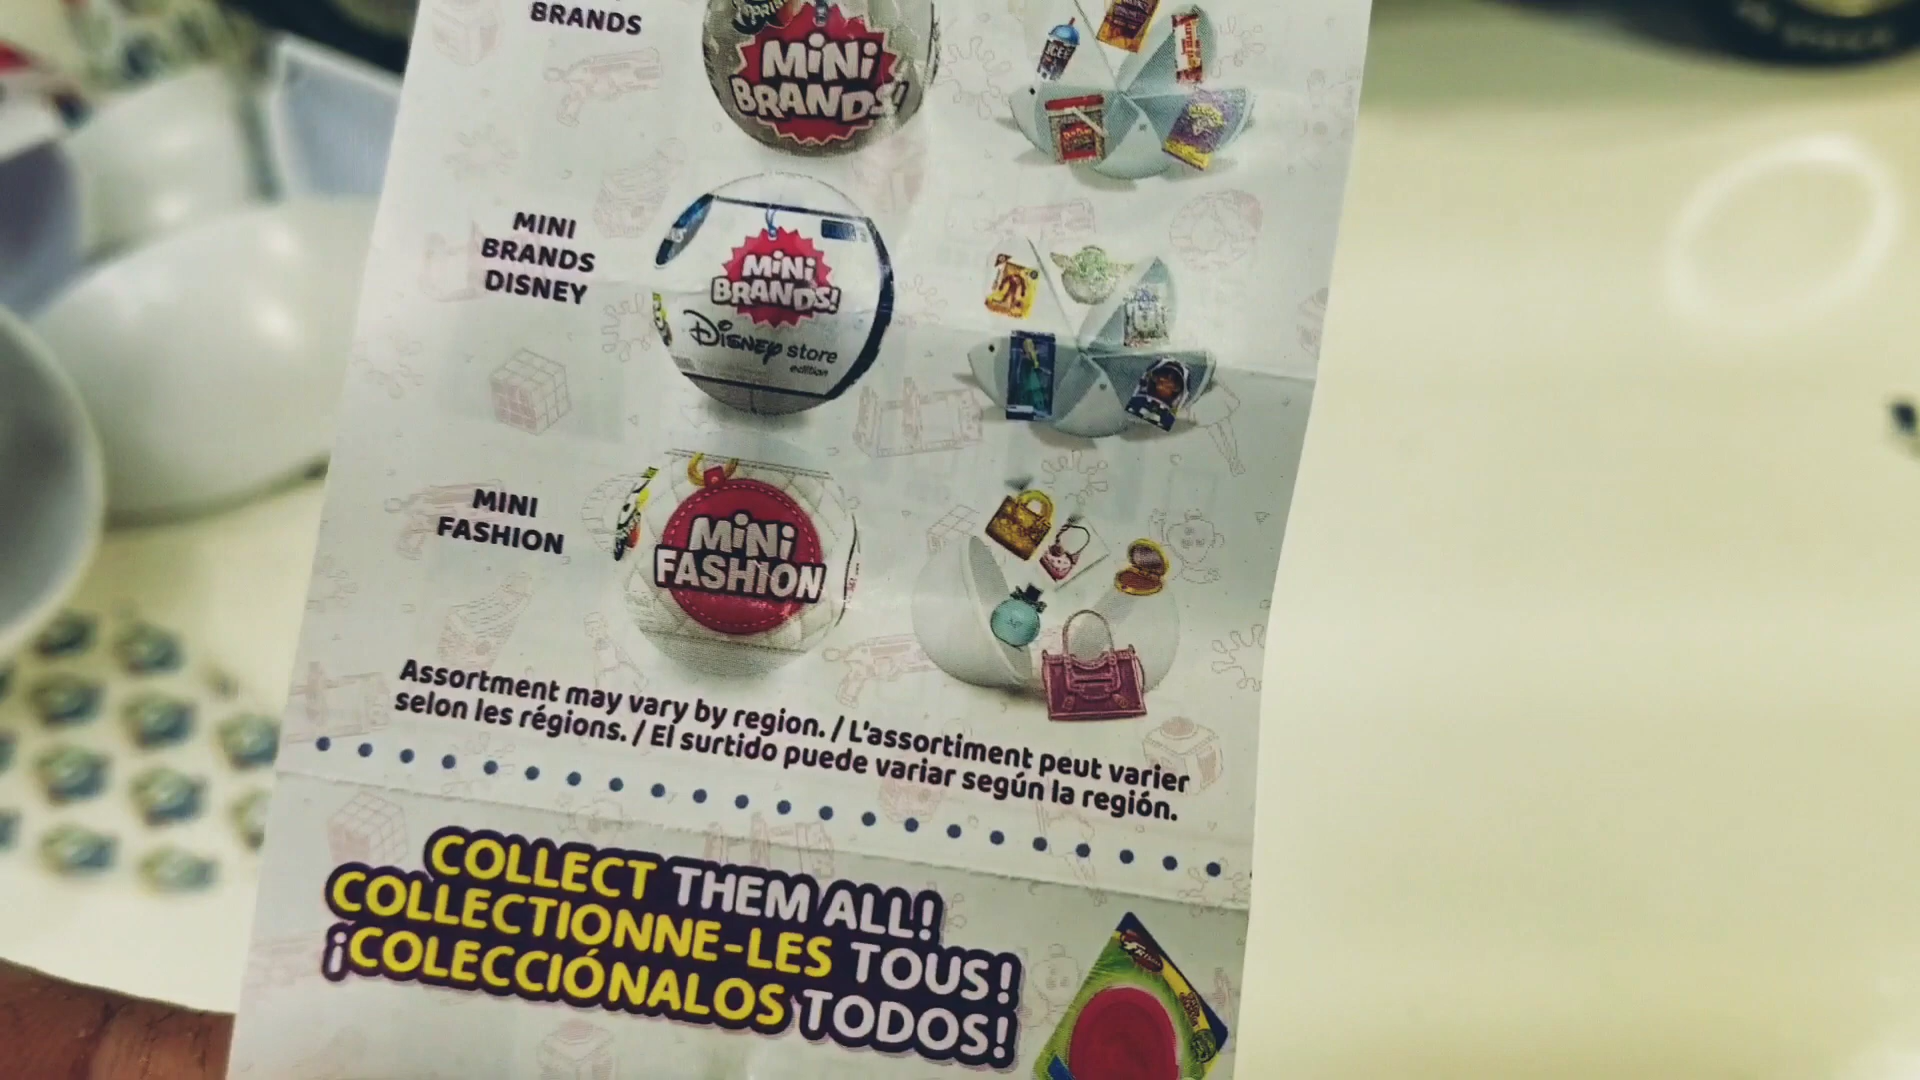 BRANDS
MINI
BRANDS!
ICEE
MINI
BRANDS
DISNEY
MINI
BRANDS!
Disney store
edition
MINI
FASHION
MINI
FASHION
Assortment may vary by region. / L'assortiment peut varier
selon les régions. / El surtido puede variar según la región.
COLLECT THEM ALL!
COLLECTIONNE-LES TOUS!
¡COLECCIÓNALOS TODOS!